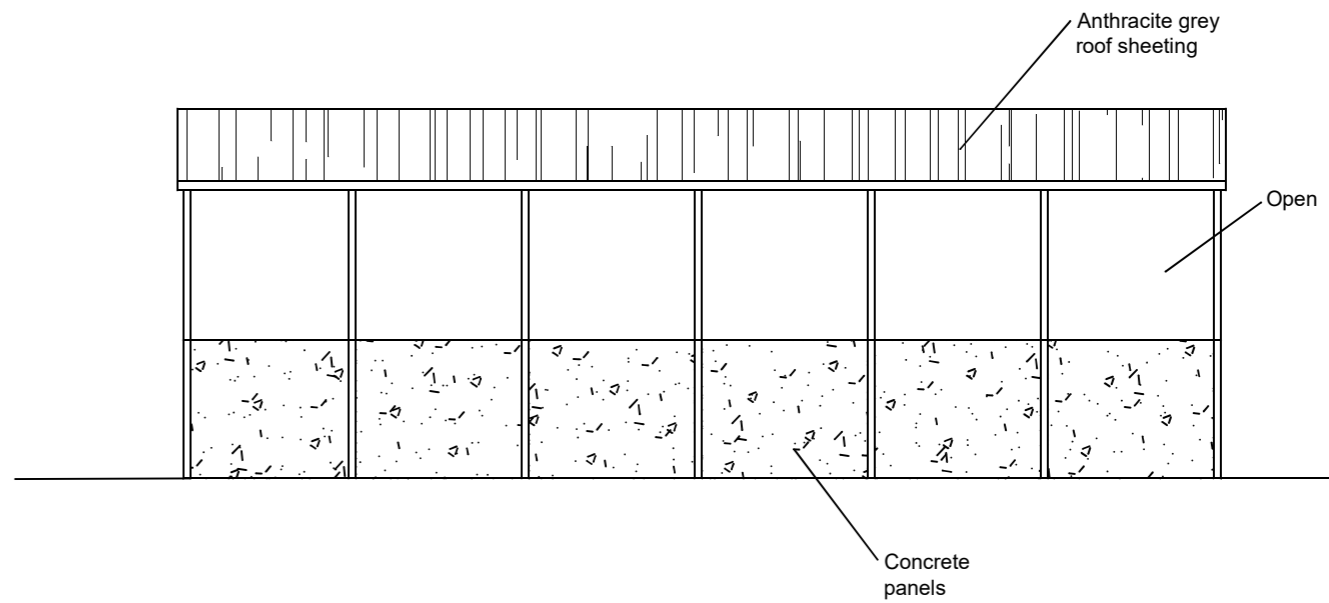 Anthracite grey
roof sheeting
Open
Concrete
panels